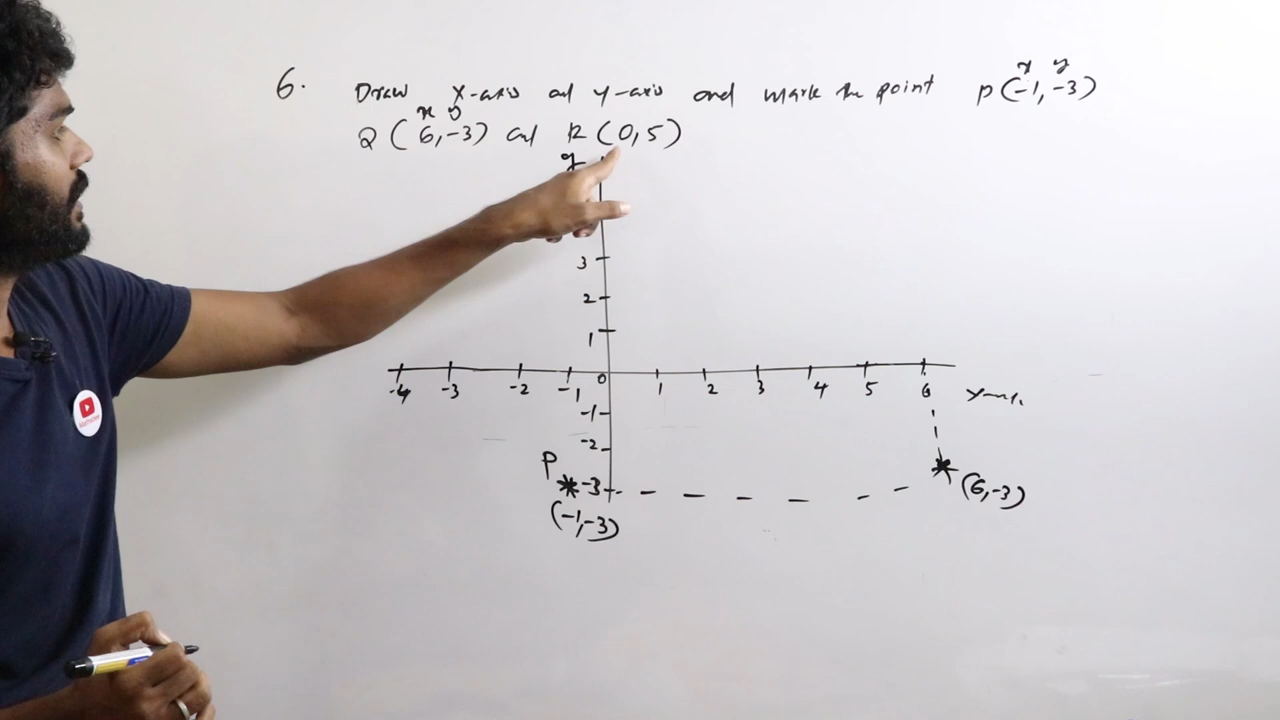 6. Draw X-axis and y-axis and mark the point P(-1, -3)
x y
x y
Q (6, -3) and R (0, 5)
y
3
2
1
-4 -3 -2 -1 0 1 2 3 4 5 6
-1
-2
P
-3
(6, -3)
(-1, -3)